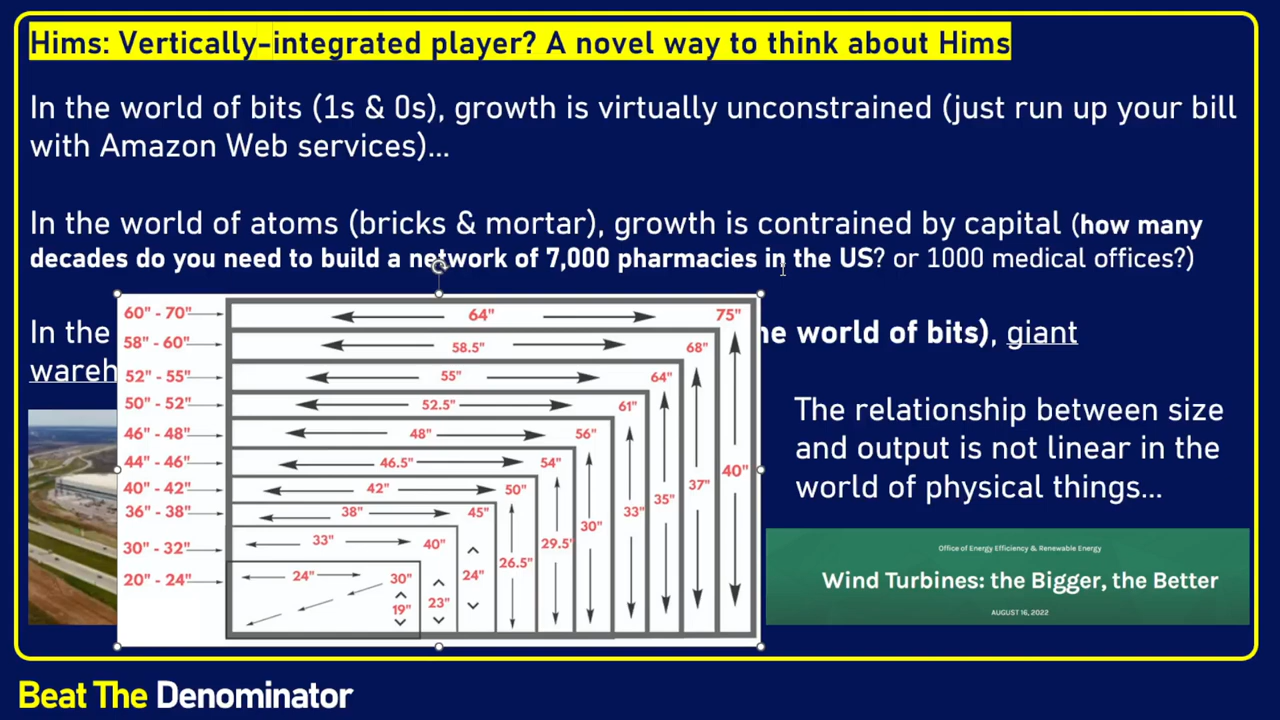 Hims: Vertically-integrated player? A novel way to think about Hims
In the world of bits (1s & 0s), growth is virtually unconstrained (just run up your bill
with Amazon Web services)...
In the world of atoms (bricks & mortar), growth is contrained by capital (how many
decades do you need to build a network of 7,000 pharmacies in the US? or 1000 medical offices?)
In the
world of bits), giant
60" - 70"
64"
75"
58" - 60"
58.5"
68"
52" - 55"
55"
64"
50" - 52"
52.5"
61"
46" - 48"
48"
56"
44" - 46"
46.5"
54"
40" - 42"
42"
50"
36" - 38"
38"
45"
30" - 32"
33"
40"
20" - 24"
24"
30"
19"
23"
24"
26.5"
29.5"
30"
33"
35"
37"
40"
The relationship between size
and output is not linear in the
world of physical things...
Office of Energy Efficiency & Renewable Energy
Wind Turbines: the Bigger, the Better
AUGUST 16, 2022
Beat The Denominator